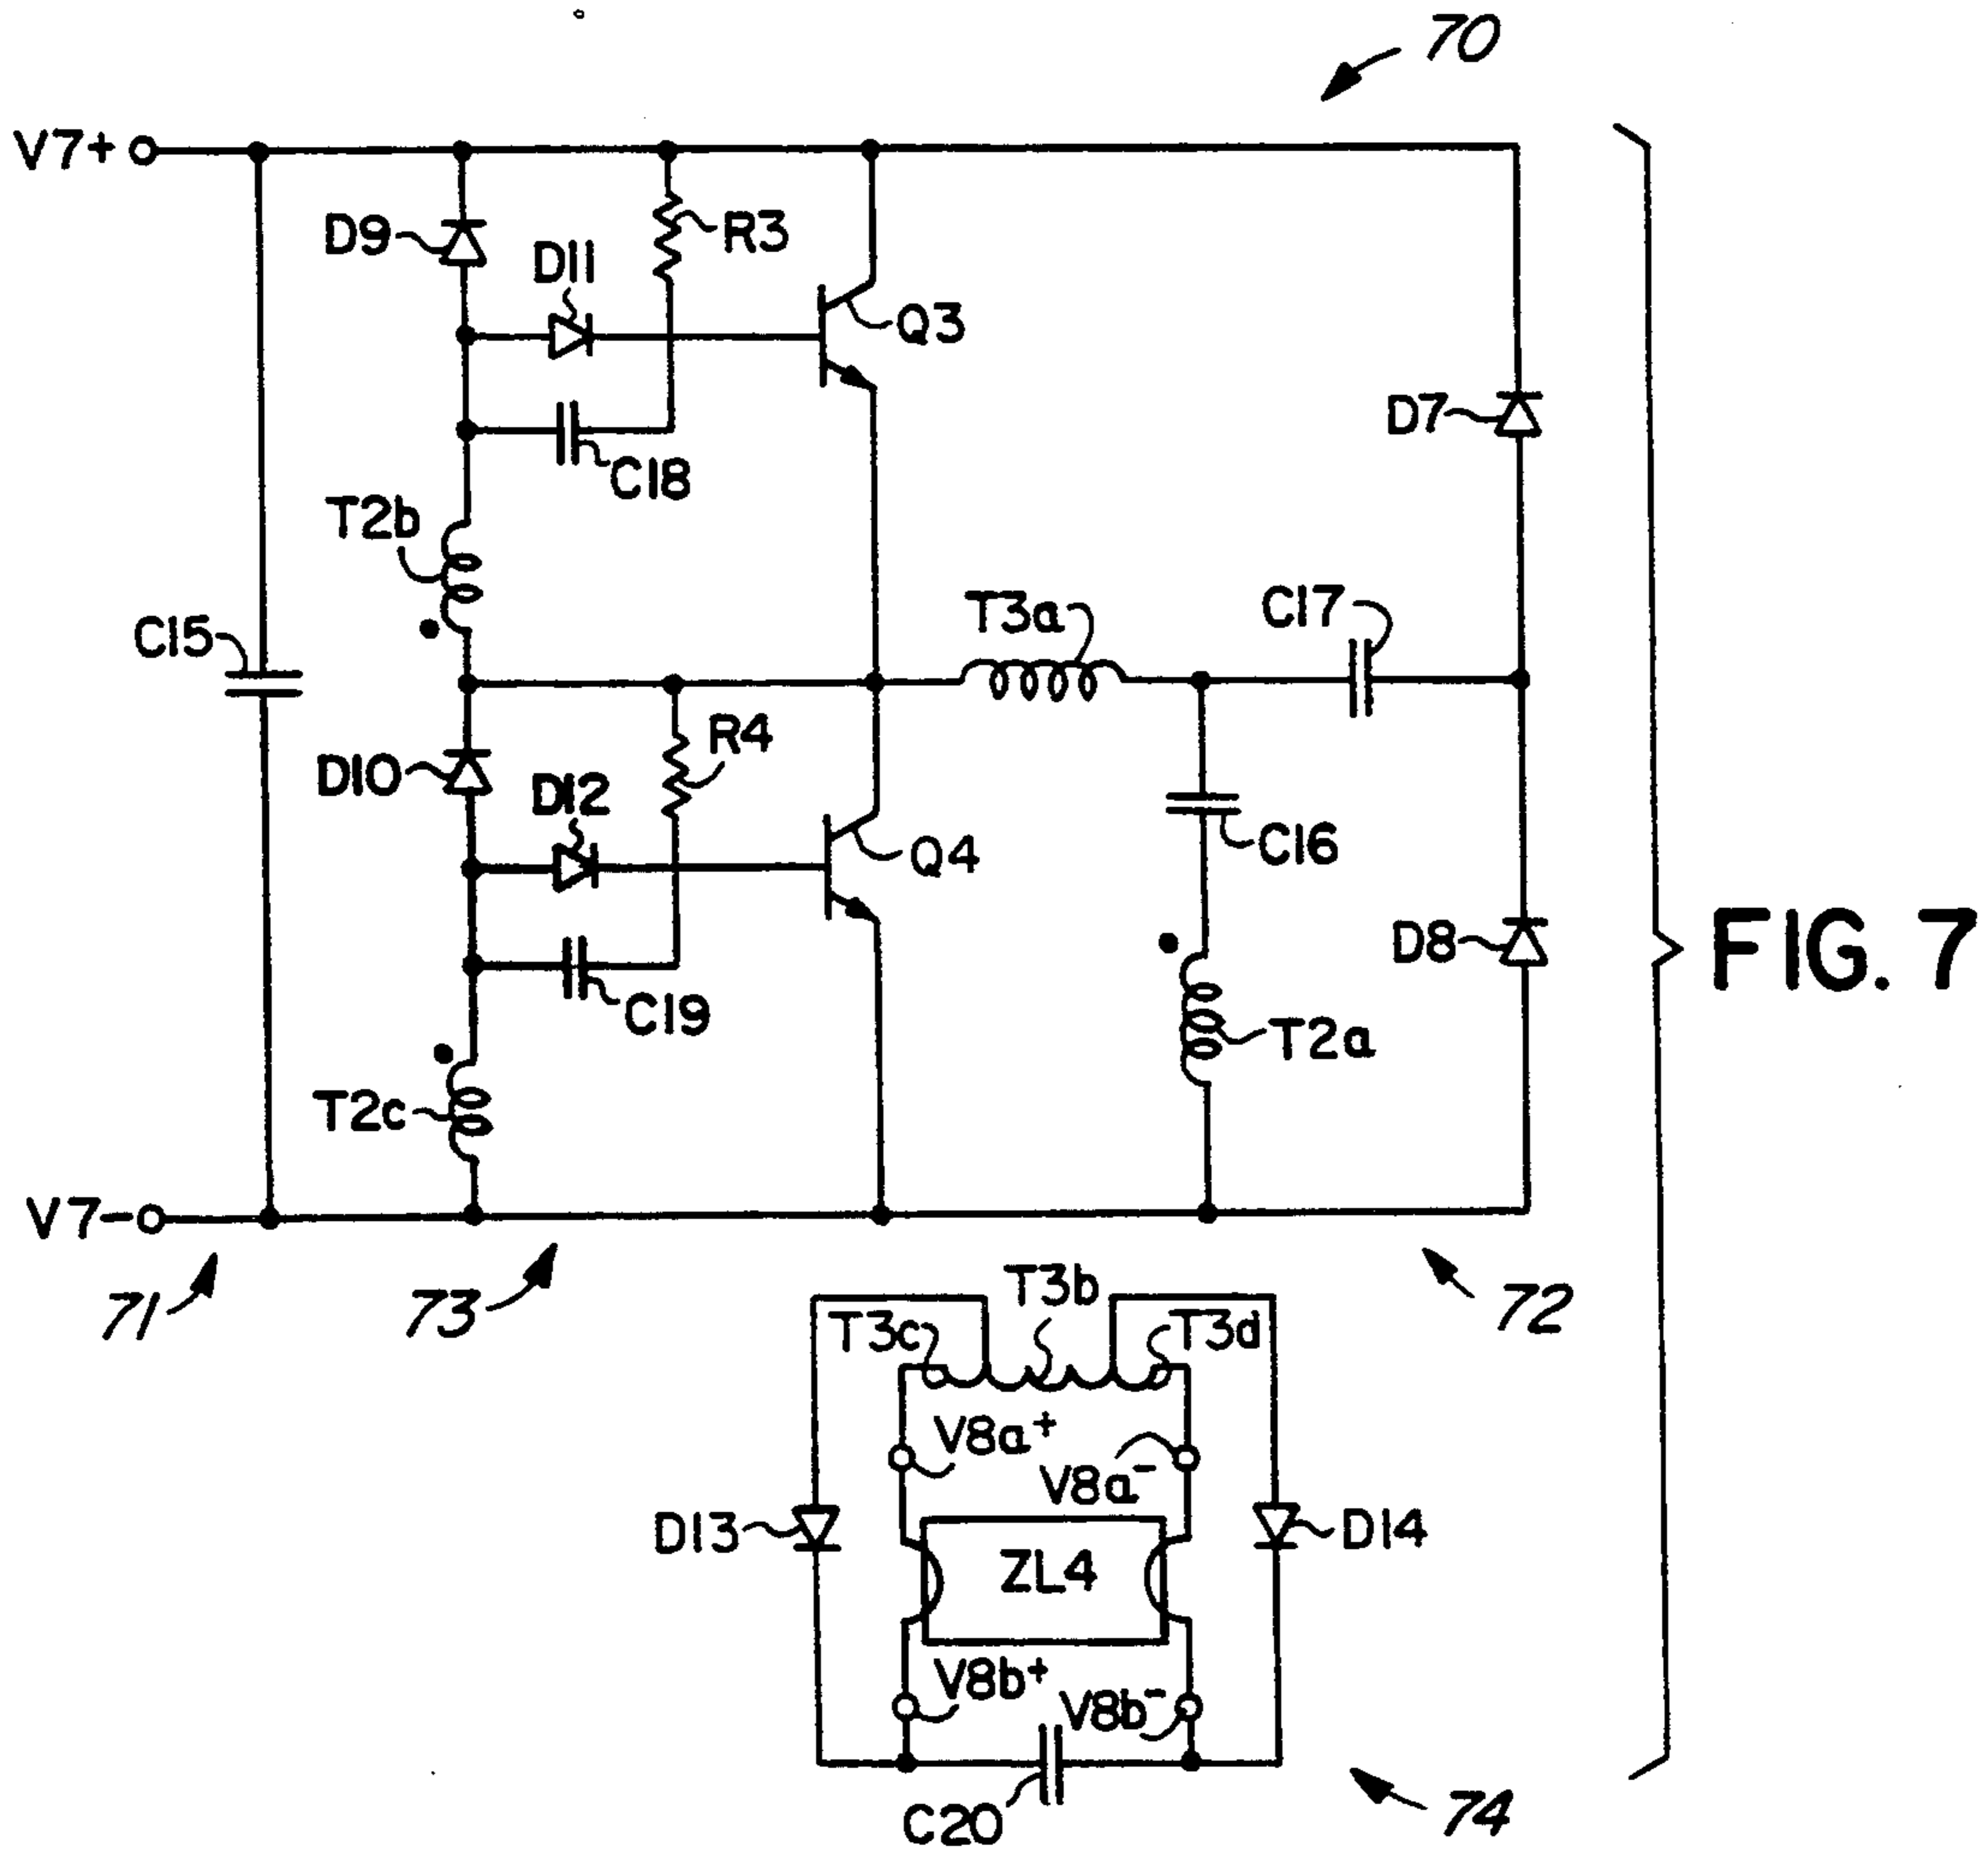 70
V7+
D9
D11
R3
Q3
D7
C18
T2b
C15
T3a
C17
R4
D10
D12
Q4
C16
D8
FIG. 7
C19
T2a
T2c
V7-
71
73
72
T3b
T3c
T3d
V8a+
V8a-
D13
ZL4
D14
V8b+
V8b-
C20
74